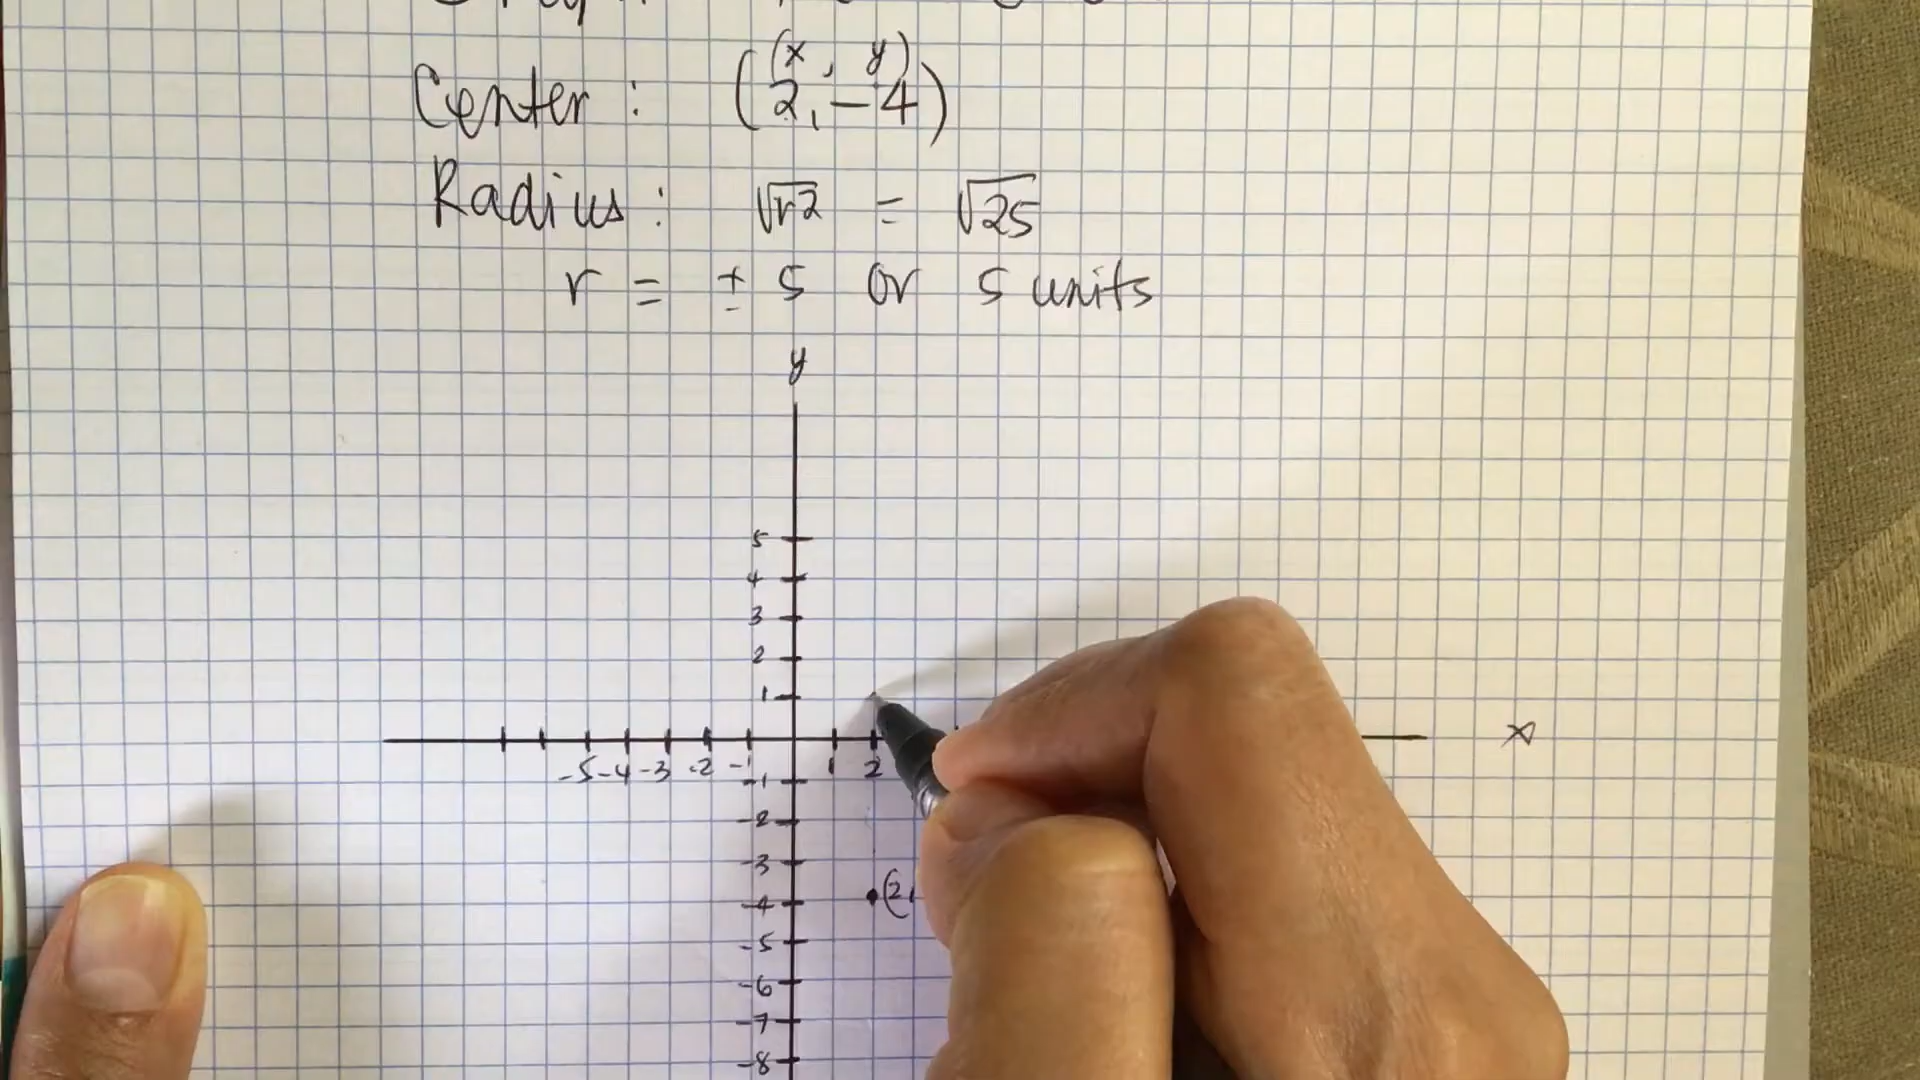 (x, y)
Center: (2, -4)
Radius: √r2 = √25
r = ± 5 or 5 units
y
5
4
3
2
1
x
-5 -4 -3 -2 -1 1 2
-1
-2
-3
-4 (2,
-5
-6
-7
-8